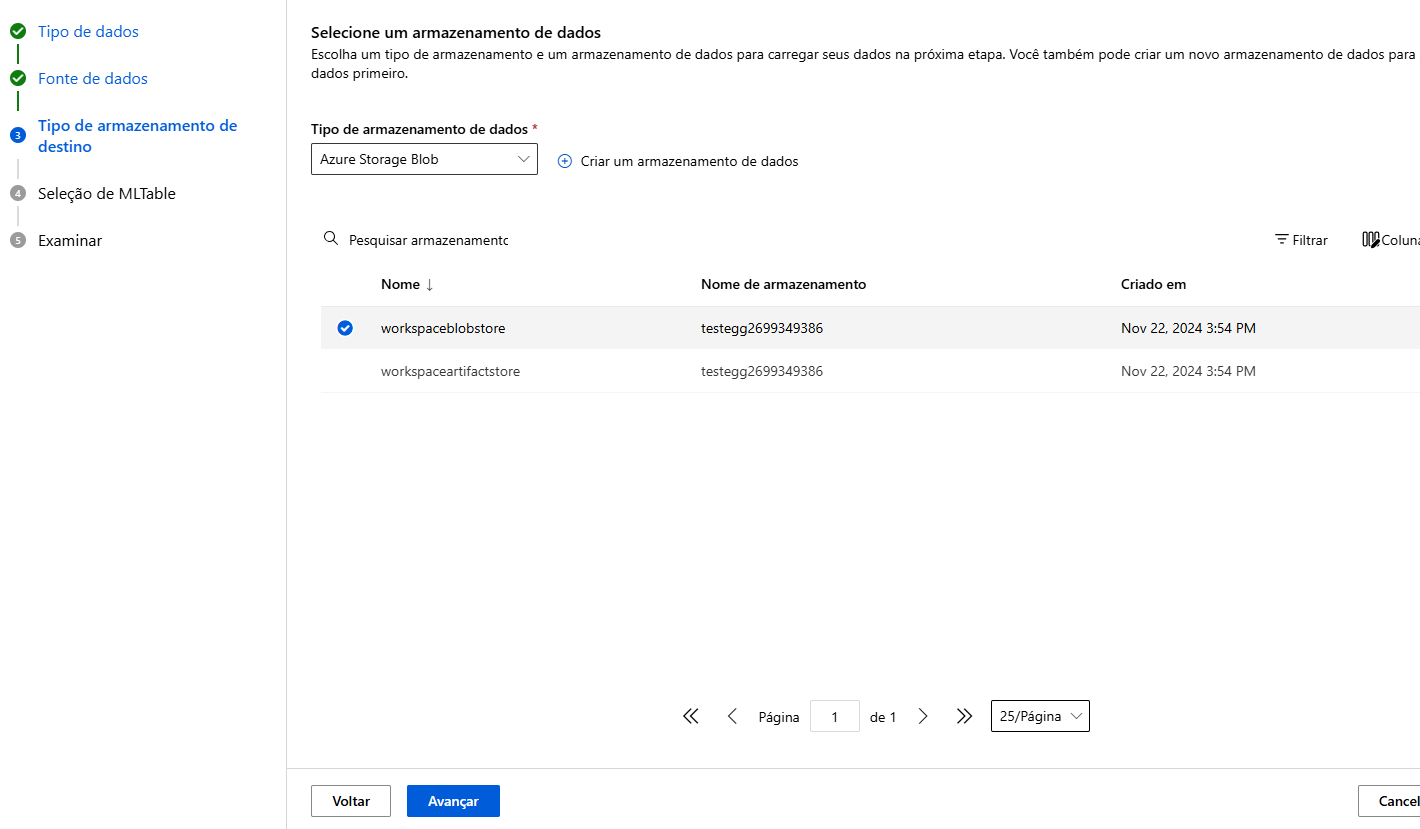 Tipo de dados
Fonte de dados
3 Tipo de armazenamento de
destino
4 Seleção de MLTable
5 Examinar
Selecione um armazenamento de dados
Escolha um tipo de armazenamento e um armazenamento de dados para carregar seus dados na próxima etapa. Você também pode criar um novo armazenamento de dados para
dados primeiro.
Tipo de armazenamento de dados *
Azure Storage Blob
Criar um armazenamento de dados
Pesquisar armazenamento
Filtrar
Coluna
Nome ↓ Nome de armazenamento Criado em
workspaceblobstore testegg2699349386 Nov 22, 2024 3:54 PM
workspaceartifactstore testegg2699349386 Nov 22, 2024 3:54 PM
Página 1 de 1 25/Página
Voltar Avançar Cancel